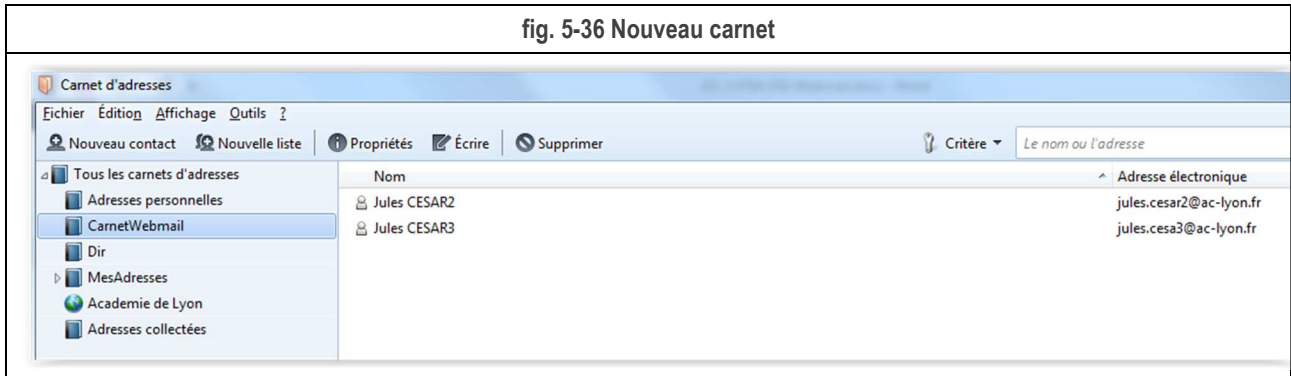 fig. 5-36 Nouveau carnet
Carnet d'adresses
Fichier Édition Affichage Outils ?
Nouveau contact Nouvelle liste Propriétés Écrire Supprimer Critère Le nom ou l'adresse
Tous les carnets d'adresses Nom Adresse électronique
Adresses personnelles Jules CESAR2 jules.cesar2@ac-lyon.fr
CarnetWebmail Jules CESAR3 jules.cesa3@ac-lyon.fr
Dir
MesAdresses
Academie de Lyon
Adresses collectées